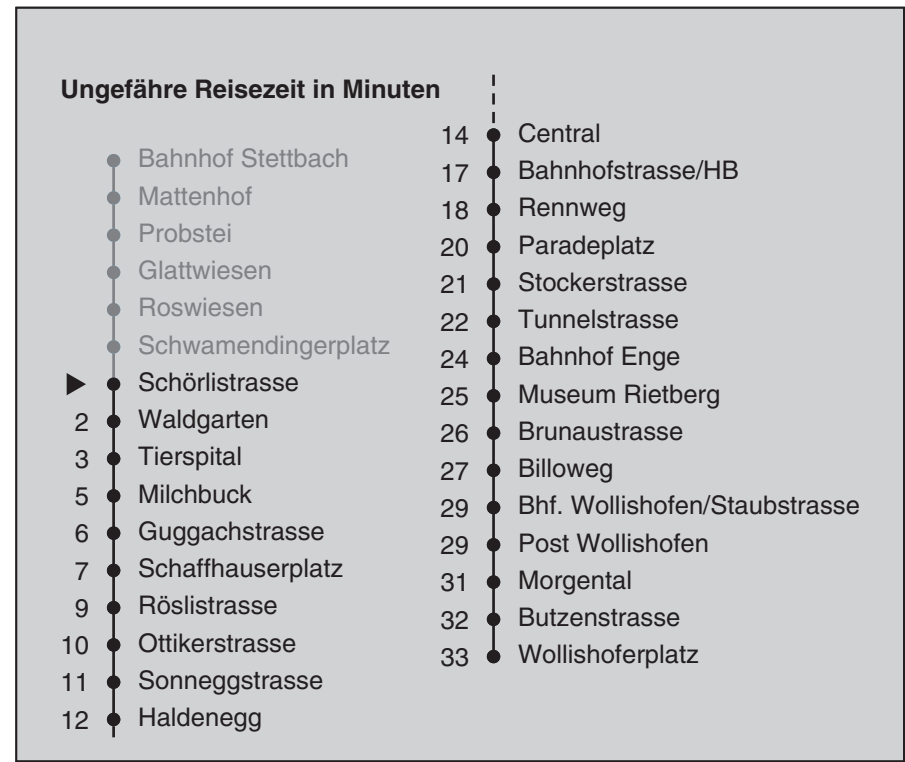 Ungefähre Reisezeit in Minuten
Bahnhof Stettbach
Mattenhof
Probstei
Glattwiesen
Roswiesen
Schwamendingerplatz
Schörlistrasse
2 Waldgarten
3 Tierspital
5 Milchbuck
6 Guggachstrasse
7 Schaffhauserplatz
9 Röslistrasse
10 Ottikerstrasse
11 Sonneggstrasse
12 Haldenegg
14 Central
17 Bahnhofstrasse/HB
18 Rennweg
20 Paradeplatz
21 Stockerstrasse
22 Tunnelstrasse
24 Bahnhof Enge
25 Museum Rietberg
26 Brunaustrasse
27 Billoweg
29 Bhf. Wollishofen/Staubstrasse
29 Post Wollishofen
31 Morgental
32 Butzenstrasse
33 Wollishoferplatz